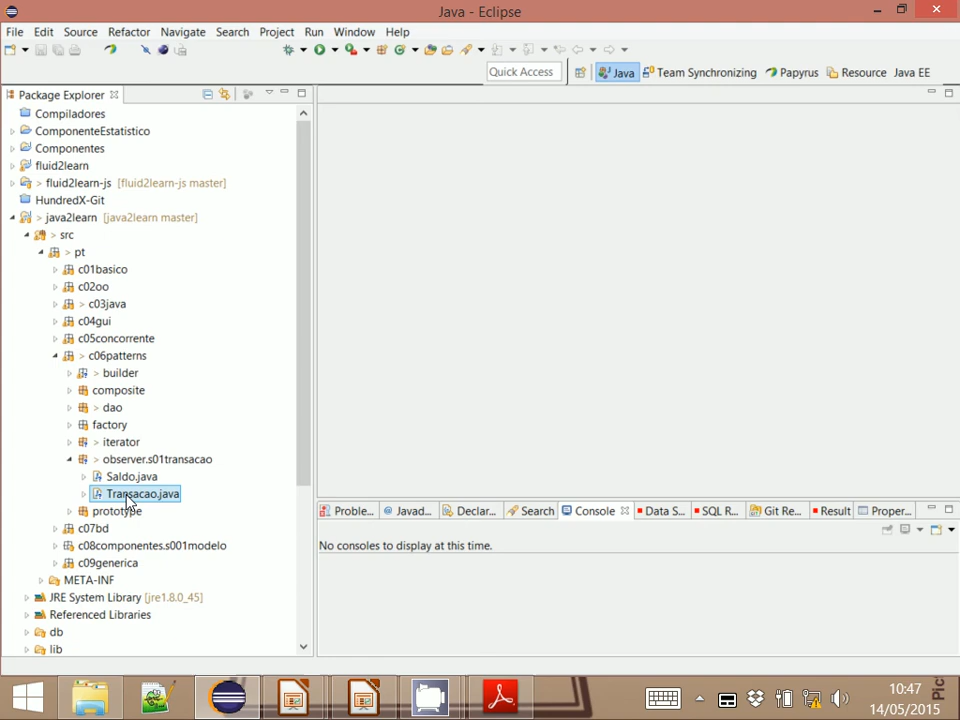 Java - Eclipse
File Edit Source Refactor Navigate Search Project Run Window Help
Quick Access Java Team Synchronizing Papyrus Resource Java EE
Package Explorer
Compiladores
ComponenteEstatistico
Componentes
fluid2learn
> fluid2learn-js [fluid2learn-js master]
HundredX-Git
> java2learn [java2learn master]
> src
> pt
c01basico
c02oo
> c03java
c04gui
c05concorrente
> c06patterns
> builder
composite
> dao
factory
> iterator
> observer.s01transacao
Saldo.java
Transacao.java
prototype
c07bd
c08componentes.s001modelo
c09generica
META-INF
JRE System Library [jre1.8.0_45]
Referenced Libraries
db
lib
Proble... @ Javad... Declar... Search Console Data S... SQL R... Git Re... Result Proper...
No consoles to display at this time.
10:47
14/05/2015
Pic